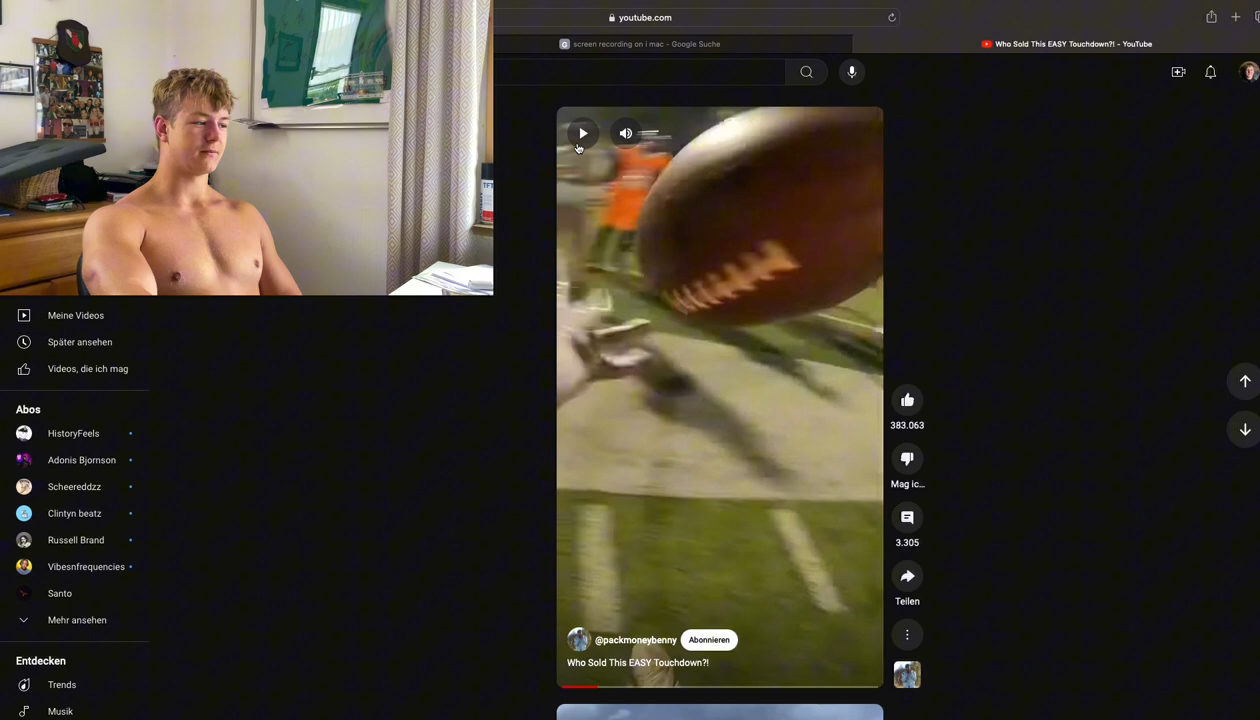 youtube.com
G screen recording on i mac - Google Suche
Who Sold This EASY Touchdown?! - YouTube
TFT
Meine Videos
Später ansehen
Videos, die ich mag
Abos
HistoryFeels
Adonis Bjornson
Scheereddzz
Clintyn beatz
Russell Brand
Vibesnfrequencies
Santo
Mehr ansehen
Entdecken
Trends
Musik
383.063
Mag ic...
3.305
Teilen
@packmoneybenny Abonnieren
Who Sold This EASY Touchdown?!